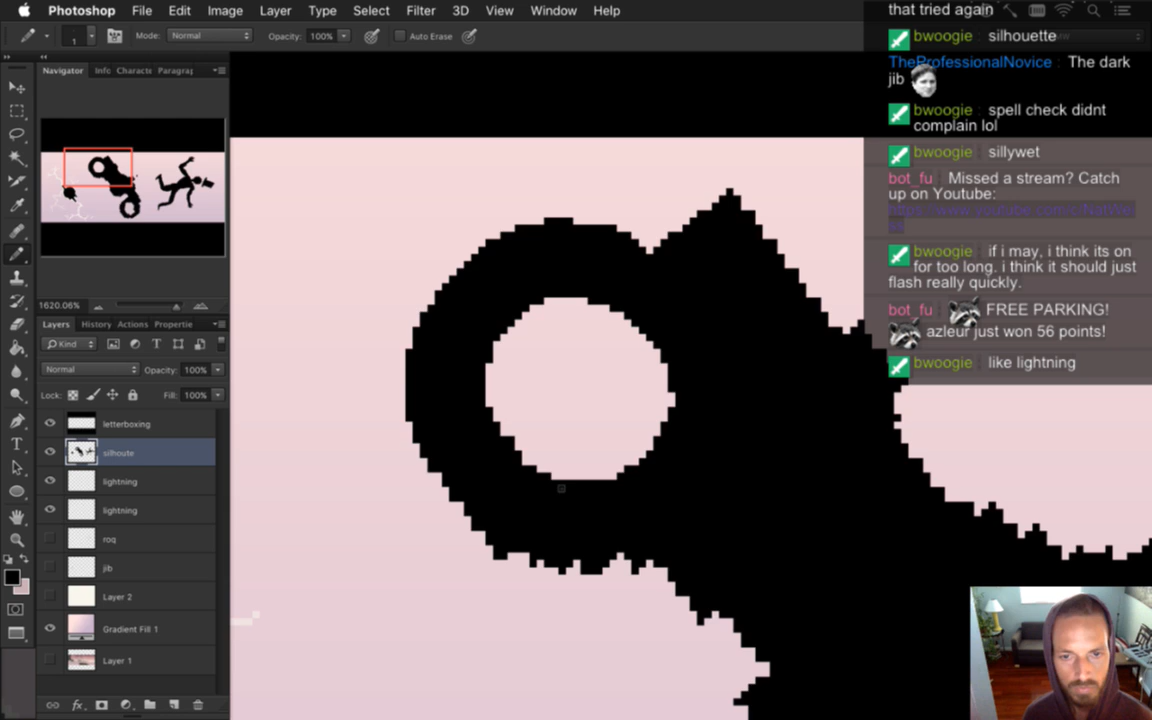 Photoshop File Edit Image Layer Type Select Filter 3D View Window Help
1 Mode: Normal Opacity: 100% Auto Erase
Navigator Info Characte Paragraj
1620.06%
Layers History Actions Propertie
Kind
Normal Opacity: 100%
Lock: Fill: 100%
letterboxing
silhoute
lightning
lightning
roq
jib
Layer 2
Gradient Fill 1
Layer 1
fx
that tried again
bwoogie : silhouette
TheProfessionalNovice : The dark
jib
bwoogie : spell check didnt
complain lol
bwoogie : sillywet
bot_fu : Missed a stream? Catch
up on Youtube:
bwoogie : if i may, i think its on
for too long. i think it should just
flash really quickly.
bot_fu : FREE PARKING!
azleur just won 56 points!
bwoogie : like lightning